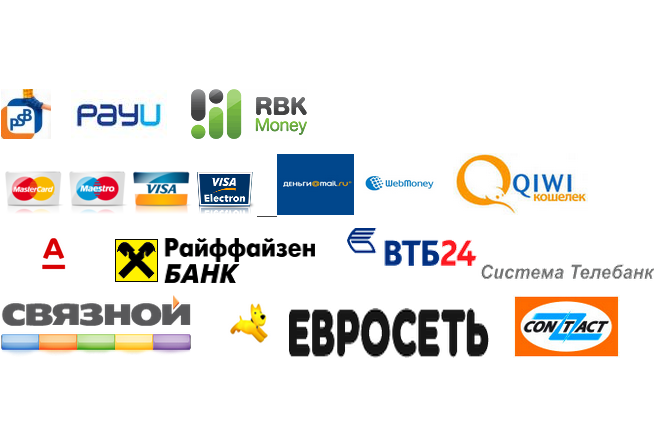 PSB
PAYU
RBK
Money
MasterCard
Maestro
VISA
VISA
Electron
деньги@mail.ru®
WebMoney
QIWI
кошелек
А
Райффайзен
БАНК
ВТБ24
Система Телебанк
СВЯЗНОЙ
ЕВРОСЕТЬ
CONTACT